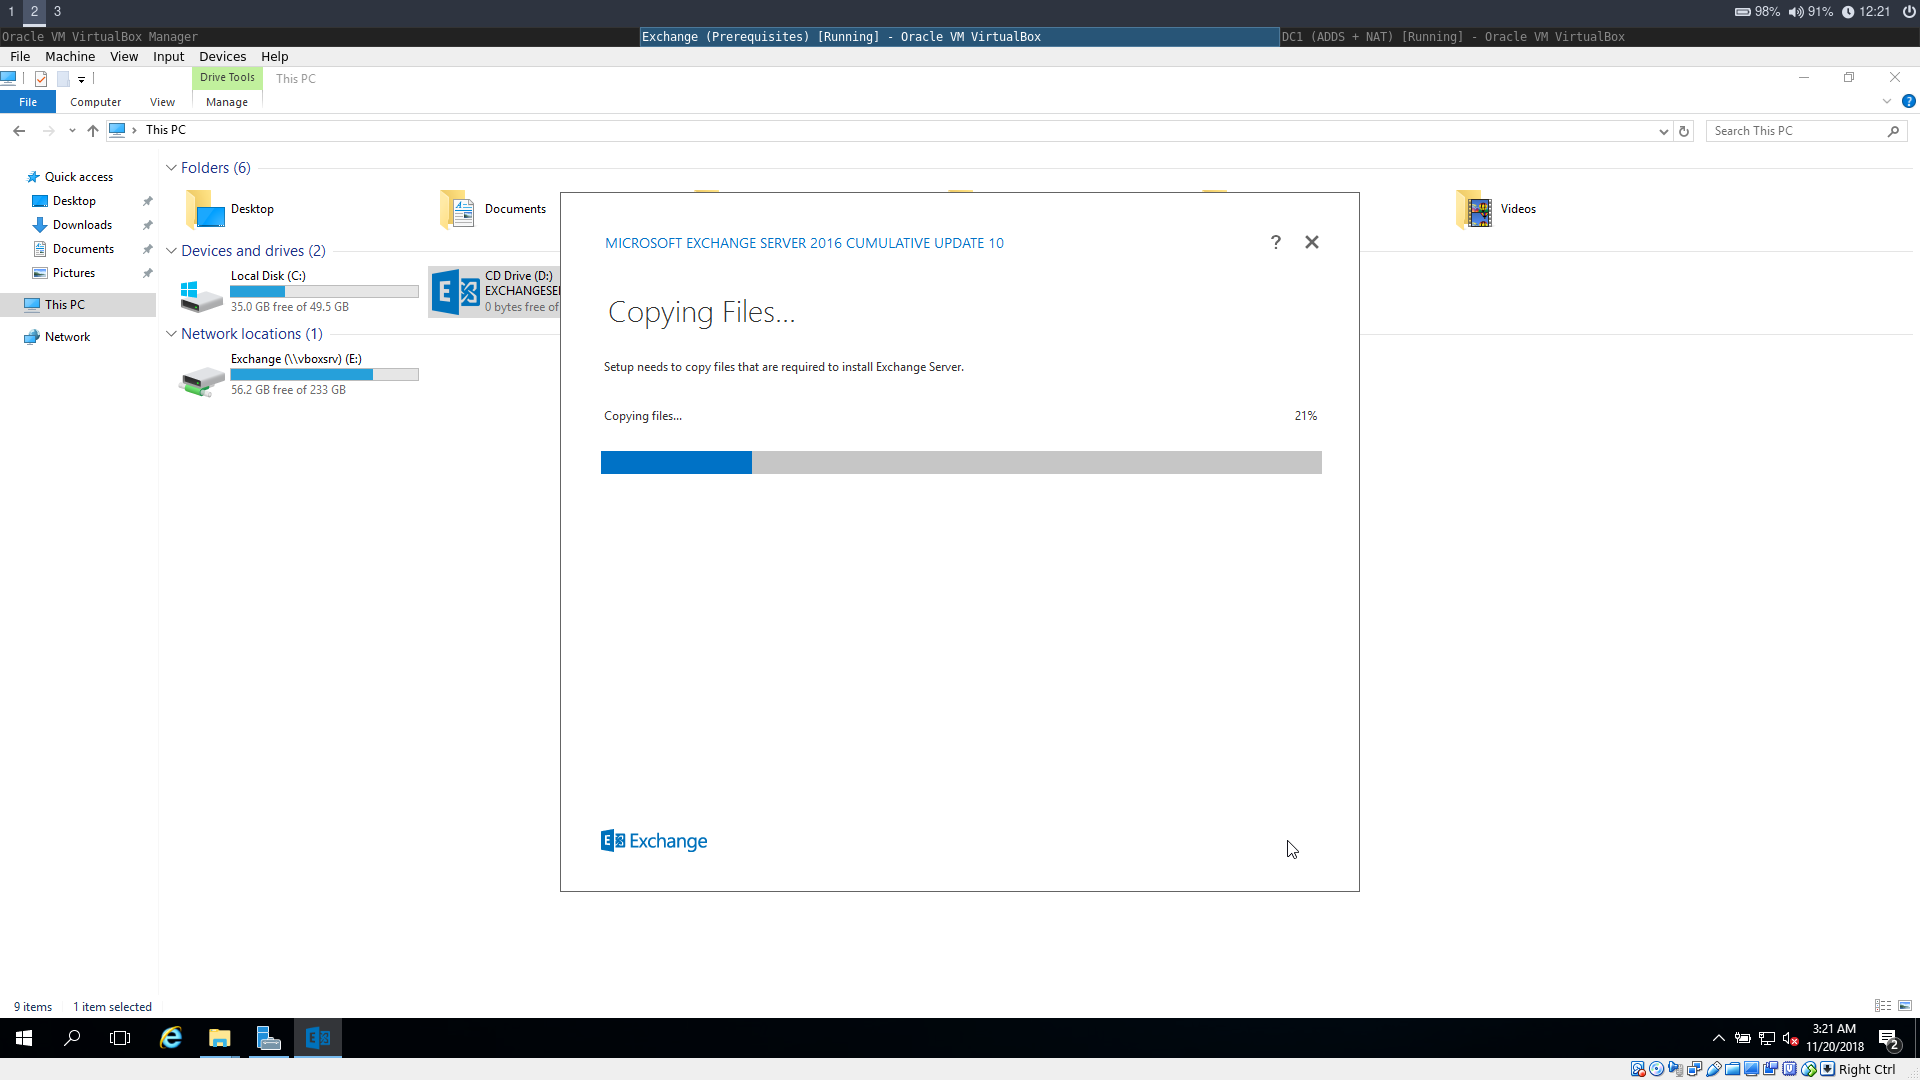 1 2 3
98% 91% 12:21
Oracle VM VirtualBox Manager
Exchange (Prerequisites) [Running] - Oracle VM VirtualBox
DC1 (ADDS + NAT) [Running] - Oracle VM VirtualBox
File Machine View Input Devices Help
Drive Tools This PC
File Computer View Manage
This PC
Search This PC
Quick access
Desktop
Downloads
Documents
Pictures
This PC
Network
Folders (6)
Desktop
Documents
Videos
Devices and drives (2)
Local Disk (C:)
35.0 GB free of 49.5 GB
CD Drive (D:)
0 bytes free of
Network locations (1)
Exchange (\\vboxsrv) (E:)
56.2 GB free of 233 GB
MICROSOFT EXCHANGE SERVER 2016 CUMULATIVE UPDATE 10
?
Copying Files...
Setup needs to copy files that are required to install Exchange Server.
Copying files... 21%
E Exchange
9 items 1 item selected
3:21 AM
11/20/2018
2
Right Ctrl